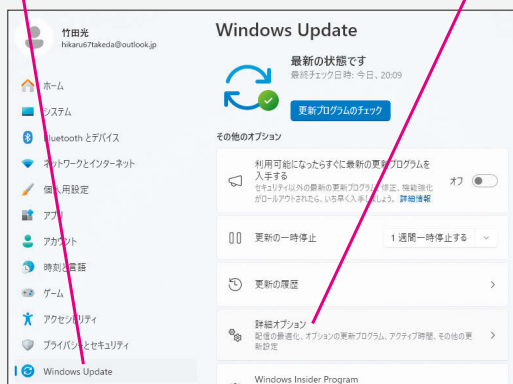 竹田光
hikaru67takeda@outlook.jp
ホーム
システム
Bluetooth とデバイス
ネットワークとインターネット
個人用設定
アプリ
アカウント
時刻と言語
ゲーム
アクセシビリティ
プライバシーとセキュリティ
Windows Update
Windows Update
最新の状態です
最終チェック日時: 今日、20:09
更新プログラムのチェック
その他のオプション
利用可能になったらすぐに最新の更新プログラムを
入手する
セキュリティ以外の最新の更新プログラム、修正、機能強化
がロールアウトされたら、いち早く入手しましょう。 詳細情報
オフ
更新の一時停止
1 週間一時停止する
更新の履歴
詳細オプション
配信の最適化、オプションの更新プログラム、アクティブ時間、その他の更
新設定
Windows Insider Program